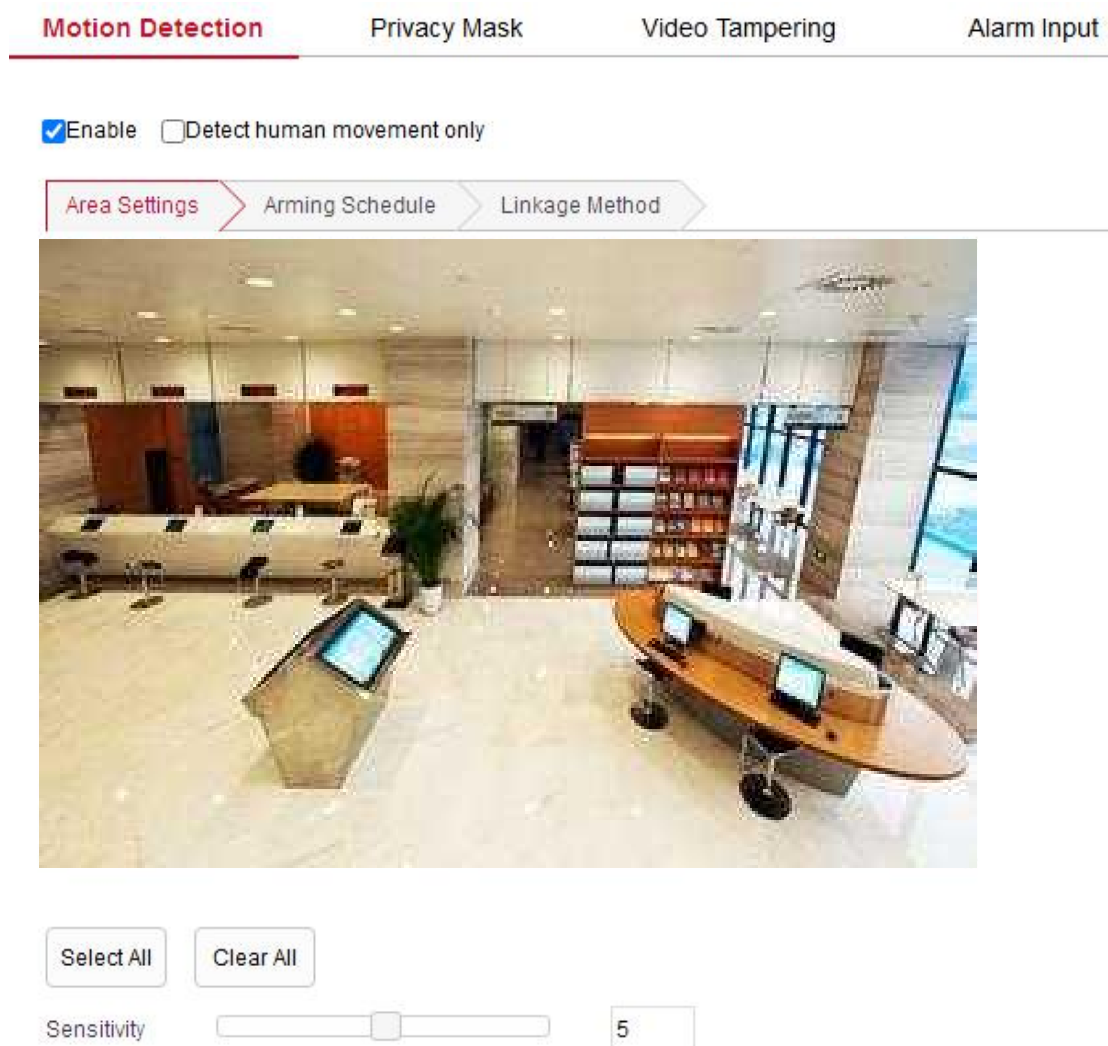 Motion Detection Privacy Mask Video Tampering Alarm Input
Enable Detect human movement only
Area Settings Arming Schedule Linkage Method
Select All Clear All
Sensitivity 5